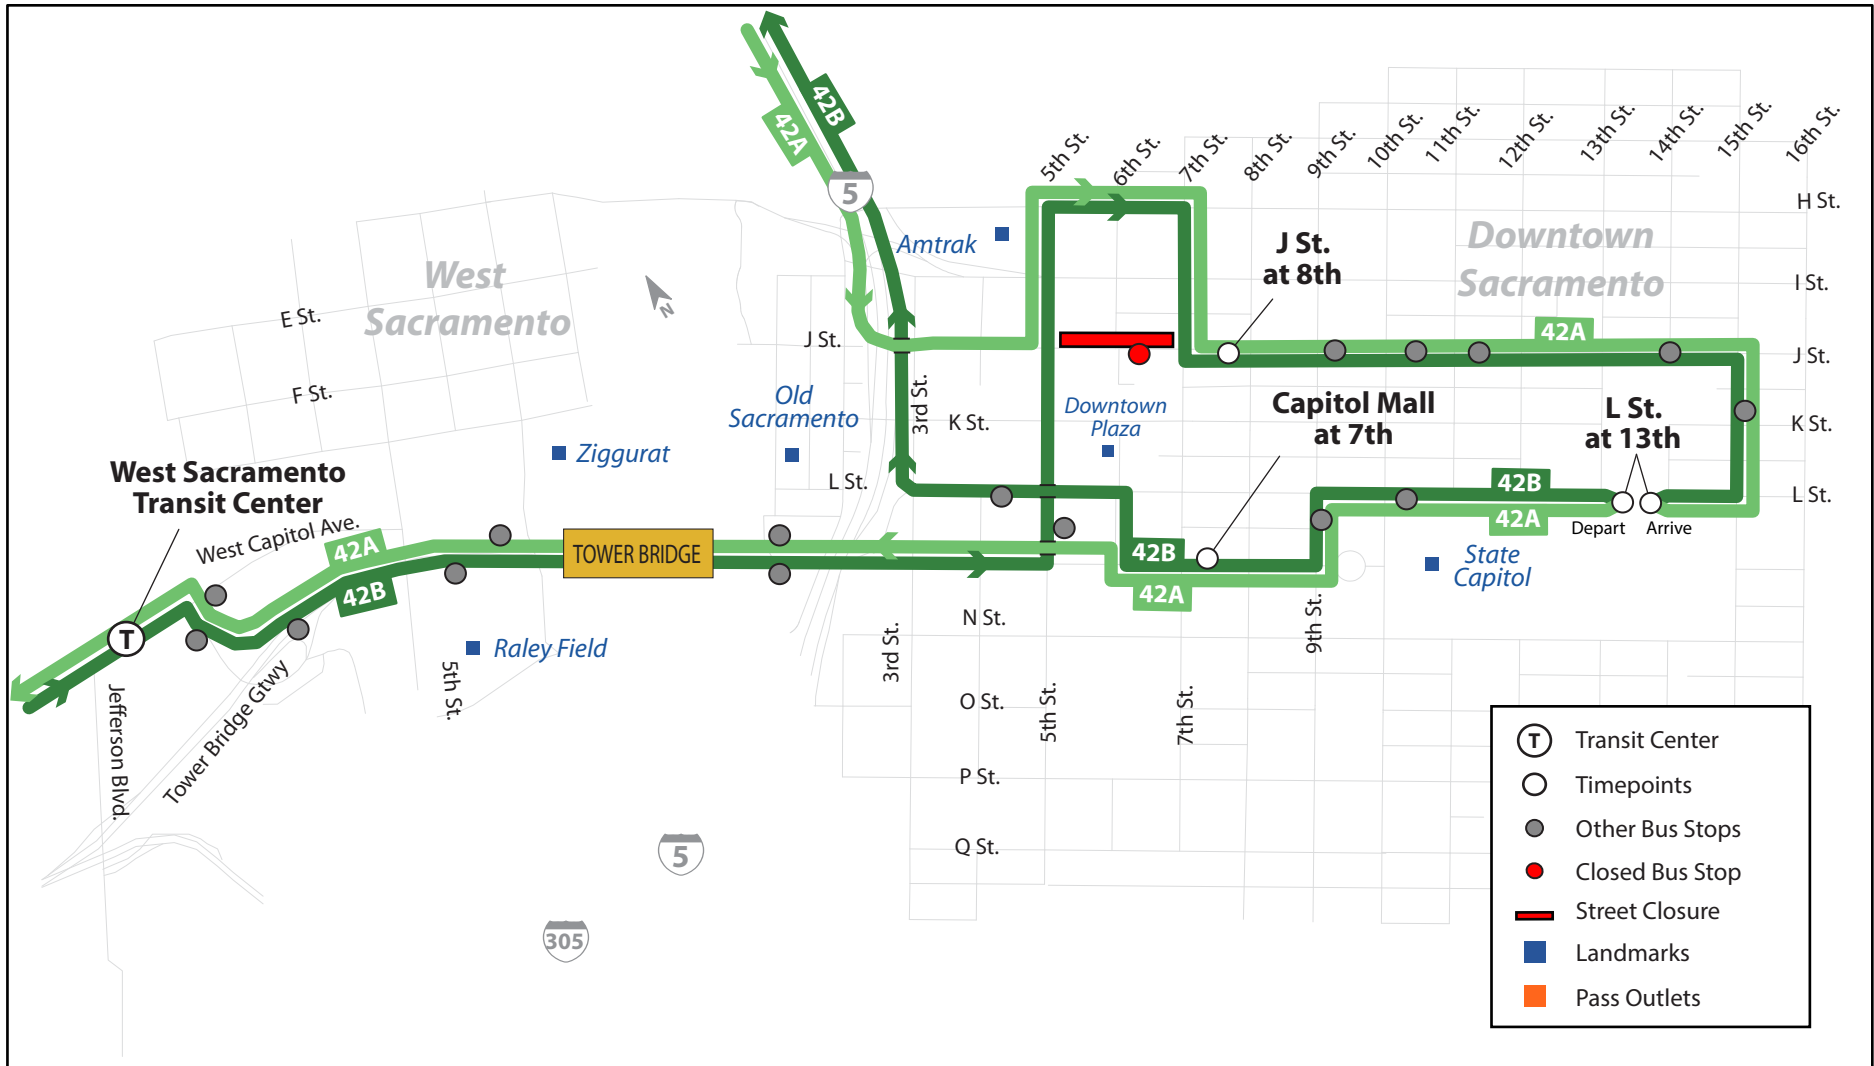 42B
42A
5
5th St.
6th St.
7th St.
8th St.
9th St.
10th St.
11th St.
12th St.
13th St.
14th St.
15th St.
16th St.
H St.
Amtrak
J St.
at 8th
Downtown
Sacramento
West
Sacramento
I St.
E St.
J St.
42A
J St.
F St.
Old
Sacramento
3rd St.
K St.
Downtown
Plaza
Capitol Mall
at 7th
L St.
at 13th
K St.
Ziggurat
West Sacramento
Transit Center
L St.
42B
L St.
West Capitol Ave.
42A
TOWER BRIDGE
42A
Depart
Arrive
42B
State
Capitol
42B
42A
T
N St.
9th St.
Raley Field
3rd St.
5th St.
Jefferson Blvd.
Tower Bridge Gtwy
O St.
5th St.
7th St.
P St.
Q St.
5
305
T
Transit Center
Timepoints
Other Bus Stops
Closed Bus Stop
Street Closure
Landmarks
Pass Outlets
N